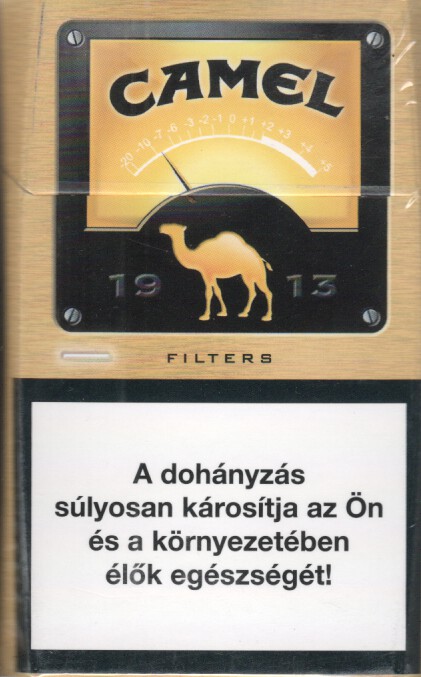 CAMEL
-20 -10 -7 -6 -3 -2 -1 0 +1 +2 +3 +4 +5
19 13
FILTERS
A dohányzás
súlyosan károsítja az Ön
és a környezetében
élők egészségét!